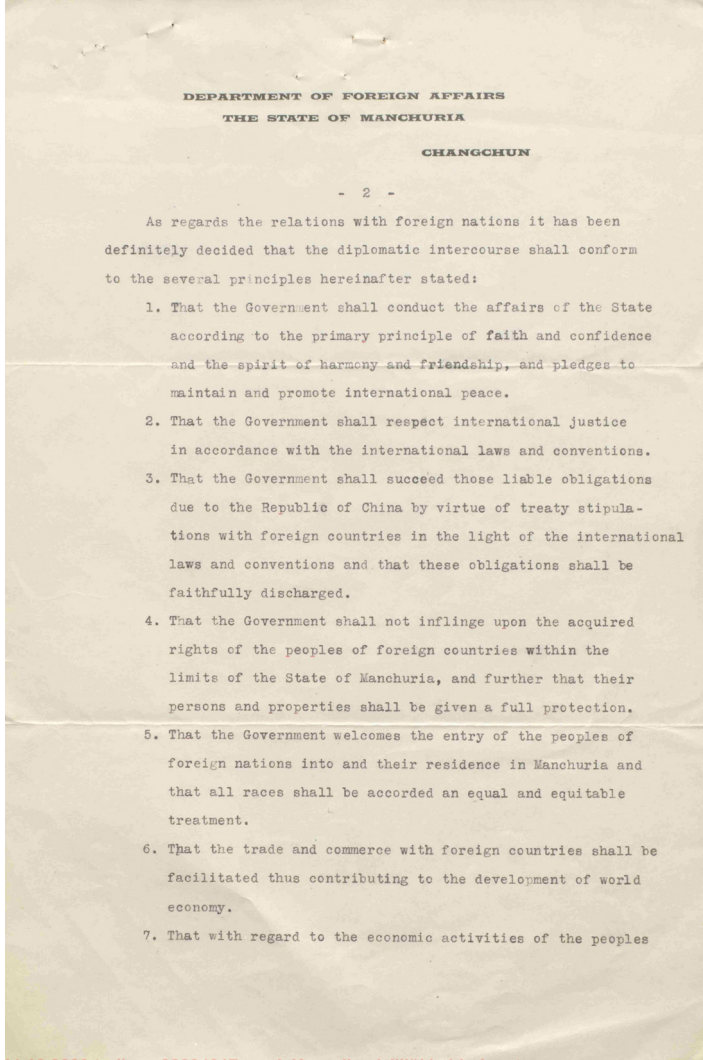 DEPARTMENT OF FOREIGN AFFAIRS
THE STATE OF MANCHURIA
CHANGCHUN
- 2 -
As regards the relations with foreign nations it has been
definitely decided that the diplomatic intercourse shall conform
to the several principles hereinafter stated:
1. That the Government shall conduct the affairs of the State
according to the primary principle of faith and confidence
and the spirit of harmony and friendship, and pledges to
maintain and promote international peace.
2. That the Government shall respect international justice
in accordance with the international laws and conventions.
3. That the Government shall succeed those liable obligations
due to the Republic of China by virtue of treaty stipula-
tions with foreign countries in the light of the international
laws and conventions and that these obligations shall be
faithfully discharged.
4. That the Government shall not inflinge upon the acquired
rights of the peoples of foreign countries within the
limits of the State of Manchuria, and further that their
persons and properties shall be given a full protection.
5. That the Government welcomes the entry of the peoples of
foreign nations into and their residence in Manchuria and
that all races shall be accorded an equal and equitable
treatment.
6. That the trade and commerce with foreign countries shall be
facilitated thus contributing to the development of world
economy.
7. That with regard to the economic activities of the peoples